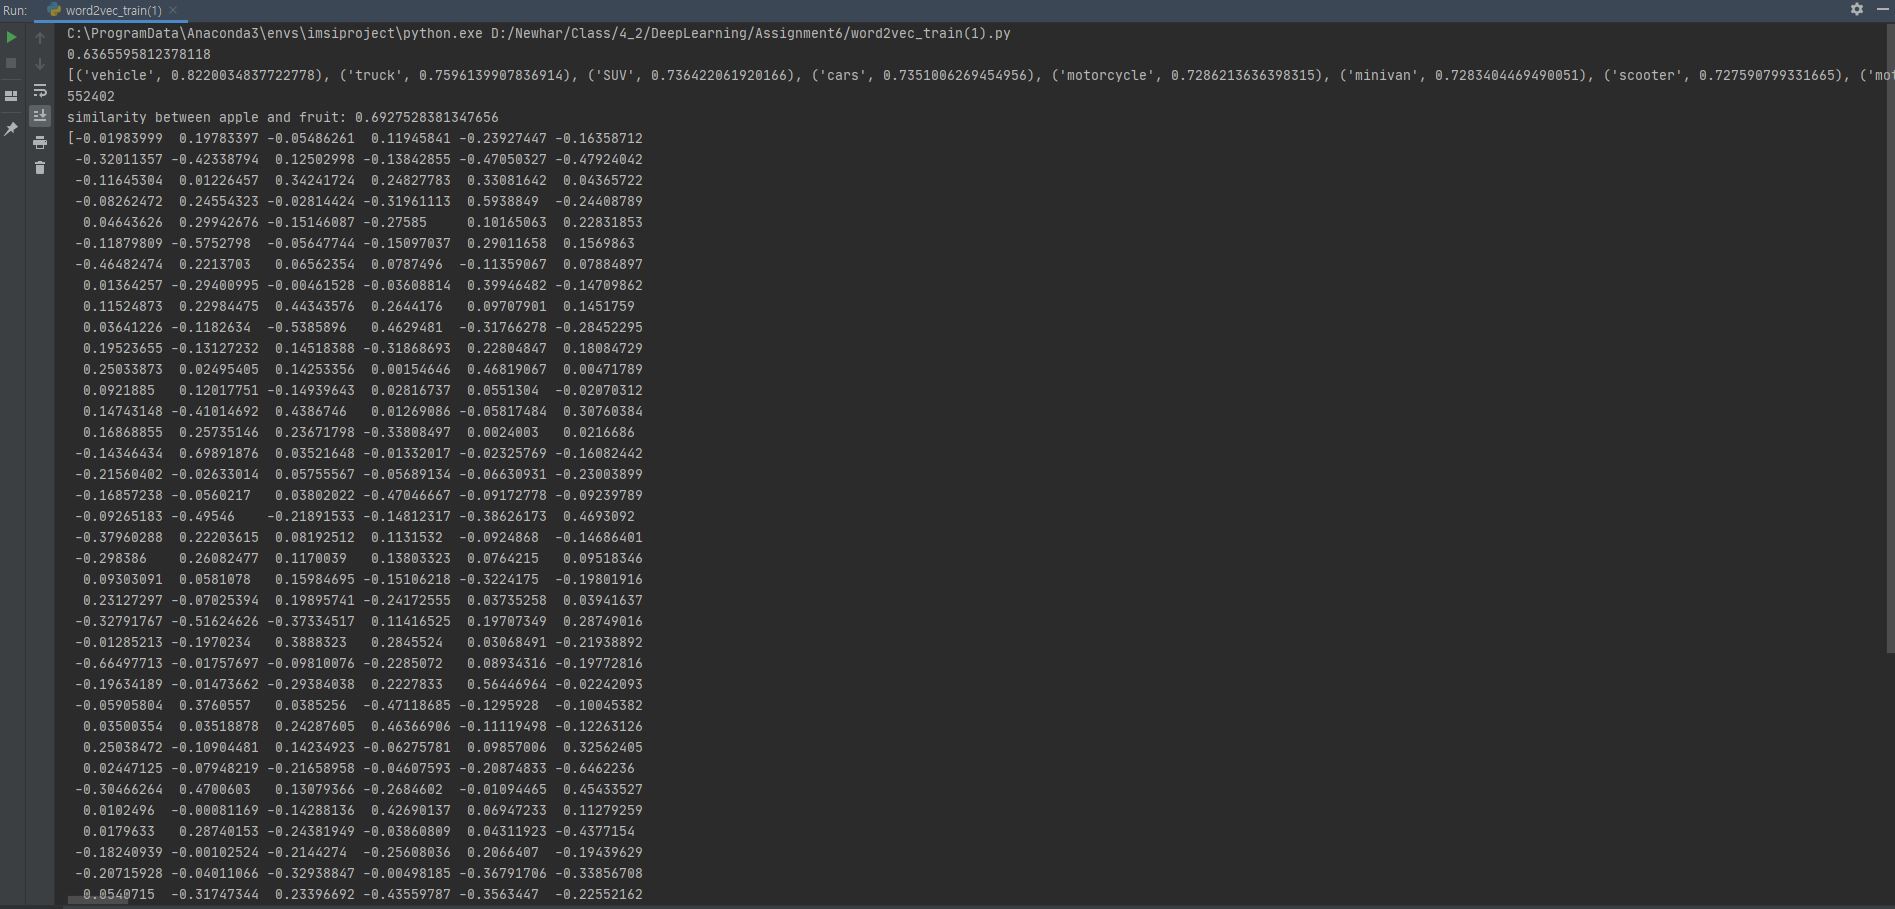 Run: word2vec_train(1)
C:\ProgramData\Anaconda3\envs\imsiproject\python.exe D:/Newhar/Class/4_2/DeepLearning/Assignment6/word2vec_train(1).py
0.6365595812378118
[('vehicle', 0.8220034837722778), ('truck', 0.7596139907836914), ('SUV', 0.736422061920166), ('cars', 0.7351006269454956), ('motorcycle', 0.7286213636398315), ('minivan', 0.7283404469490051), ('scooter', 0.727590799331665), ('mot
552402
similarity between apple and fruit: 0.6927528381347656
[-0.01983999  0.19783397 -0.05486261  0.11945841 -0.23927447 -0.16358712
 -0.32011357 -0.42338794  0.12502998 -0.13842855 -0.47050327 -0.47924042
 -0.11645304  0.01226457  0.34241724  0.24827783  0.33081642  0.04365722
 -0.08262472  0.24554323 -0.02814424 -0.31961113  0.5938849  -0.24408789
  0.04643626  0.29942676 -0.15146087 -0.27585     0.10165063  0.22831853
 -0.11879809 -0.5752798  -0.05647744 -0.15097037  0.29011658  0.1569863
 -0.46482474  0.2213703   0.06562354  0.0787496  -0.11359067  0.07884897
  0.01364257 -0.29400995 -0.00461528 -0.03608814  0.39946482 -0.14709862
  0.11524873  0.22984475  0.44343576  0.2644176   0.09707901  0.1451759
  0.03641226 -0.1182634  -0.5385896   0.4629481  -0.31766278 -0.28452295
  0.19523655 -0.13127232  0.14518388 -0.31868693  0.22804847  0.18084729
  0.25033873  0.02495405  0.14253356  0.00154646  0.46819067  0.00471789
  0.0921885   0.12017751 -0.14939643  0.02816737  0.0551304  -0.02070312
  0.14743148 -0.41014692  0.4386746   0.01269086 -0.05817484  0.30760384
  0.16868855  0.25735146  0.23671798 -0.33808497  0.0024003   0.0216686
 -0.14346434  0.69891876  0.03521648 -0.01332017 -0.02325769 -0.16082442
 -0.21560402 -0.02633014  0.05755567 -0.05689134 -0.06630931 -0.23003899
 -0.16857238 -0.0560217   0.03802022 -0.47046667 -0.09172778 -0.09239789
 -0.09265183 -0.49546    -0.21891533 -0.14812317 -0.38626173  0.4693092
 -0.37960288  0.22203615  0.08192512  0.1131532  -0.0924868  -0.14686401
 -0.298386    0.26082477  0.1170039   0.13803323  0.0764215   0.09518346
  0.09303091  0.0581078   0.15984695 -0.15106218 -0.3224175  -0.19801916
  0.23127297 -0.07025394  0.19895741 -0.24172555  0.03735258  0.03941637
 -0.32791767 -0.51624626 -0.37334517  0.11416525  0.19707349  0.28749016
 -0.01285213 -0.1970234   0.3888323   0.2845524   0.03068491 -0.21938892
 -0.66497713 -0.01757697 -0.09810076 -0.2285072   0.08934316 -0.19772816
 -0.19634189 -0.01473662 -0.29384038  0.2227833   0.56446964 -0.02242093
 -0.05905804  0.3760557   0.0385256  -0.47118685 -0.1295928  -0.10045382
  0.03500354  0.03518878  0.24287605  0.46366906 -0.11119498 -0.12263126
  0.25038472 -0.10904481  0.14234923 -0.06275781  0.09857006  0.32562405
  0.02447125 -0.07948219 -0.21658958 -0.04607593 -0.20874833 -0.6462236
 -0.30466264  0.4700603   0.13079366 -0.2684602  -0.01094465  0.45433527
  0.0102496  -0.00081169 -0.14288136  0.42690137  0.06947233  0.11279259
  0.0179633   0.28740153 -0.24381949 -0.03860809  0.04311923 -0.4377154
 -0.18240939 -0.00102524 -0.2144274  -0.25608036  0.2066407  -0.19439629
 -0.20715928 -0.04011066 -0.32938847 -0.00498185 -0.36791706 -0.33856708
  0.0540715  -0.31747344  0.23396692 -0.43559787 -0.3563447  -0.22552162